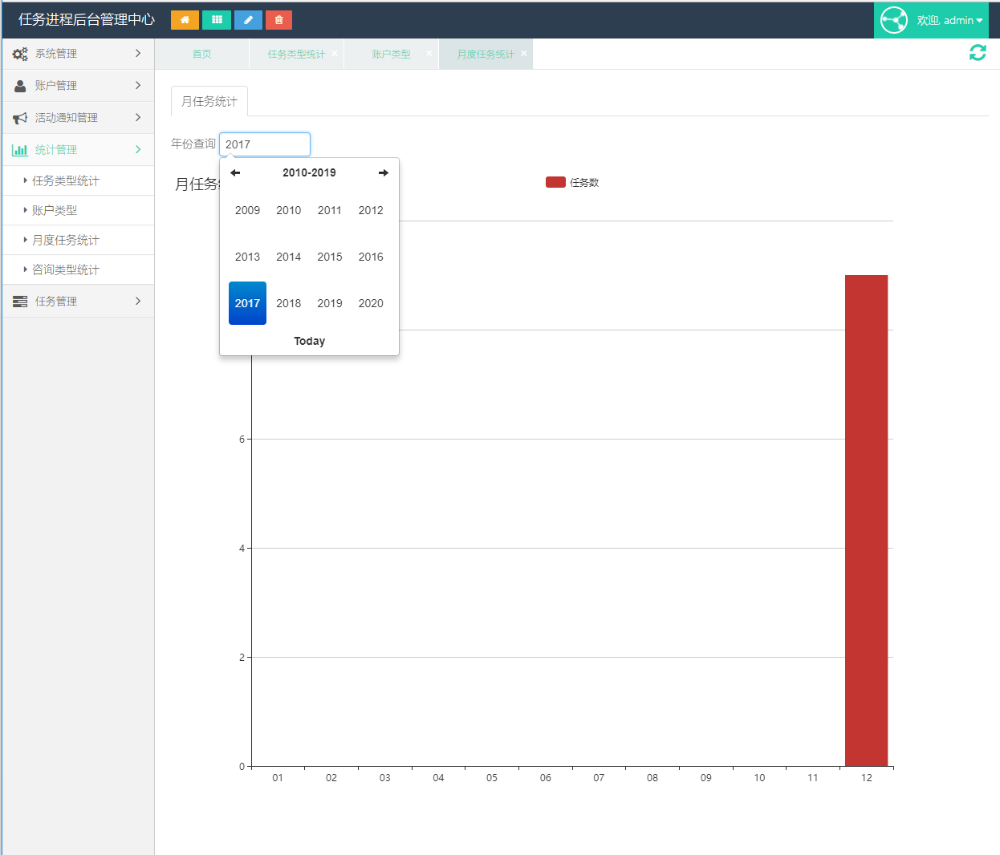 任务进程后台管理中心
欢迎, admin
系统管理
账户管理
活动通知管理
统计管理
任务类型统计
账户类型
月度任务统计
咨询类型统计
任务管理
首页 任务类型统计 × 账户类型 × 月度任务统计 ×
月任务统计
年份查询 2017
月任务
任务数
2010-2019
2009 2010 2011 2012
2013 2014 2015 2016
2017 2018 2019 2020
Today
6
4
2
0
01 02 03 04 05 06 07 08 09 10 11 12